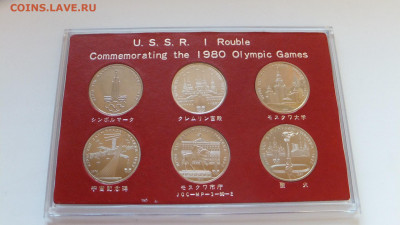 COINS.ЛАВЕ.RU
U.S.S.R. 1 Rouble
Commemorating the 1980 Olympic Games
シンボルマーク
クレムリン宮殿
モスクワ大学
宇宙記念碑
モスクワ市庁
聖火